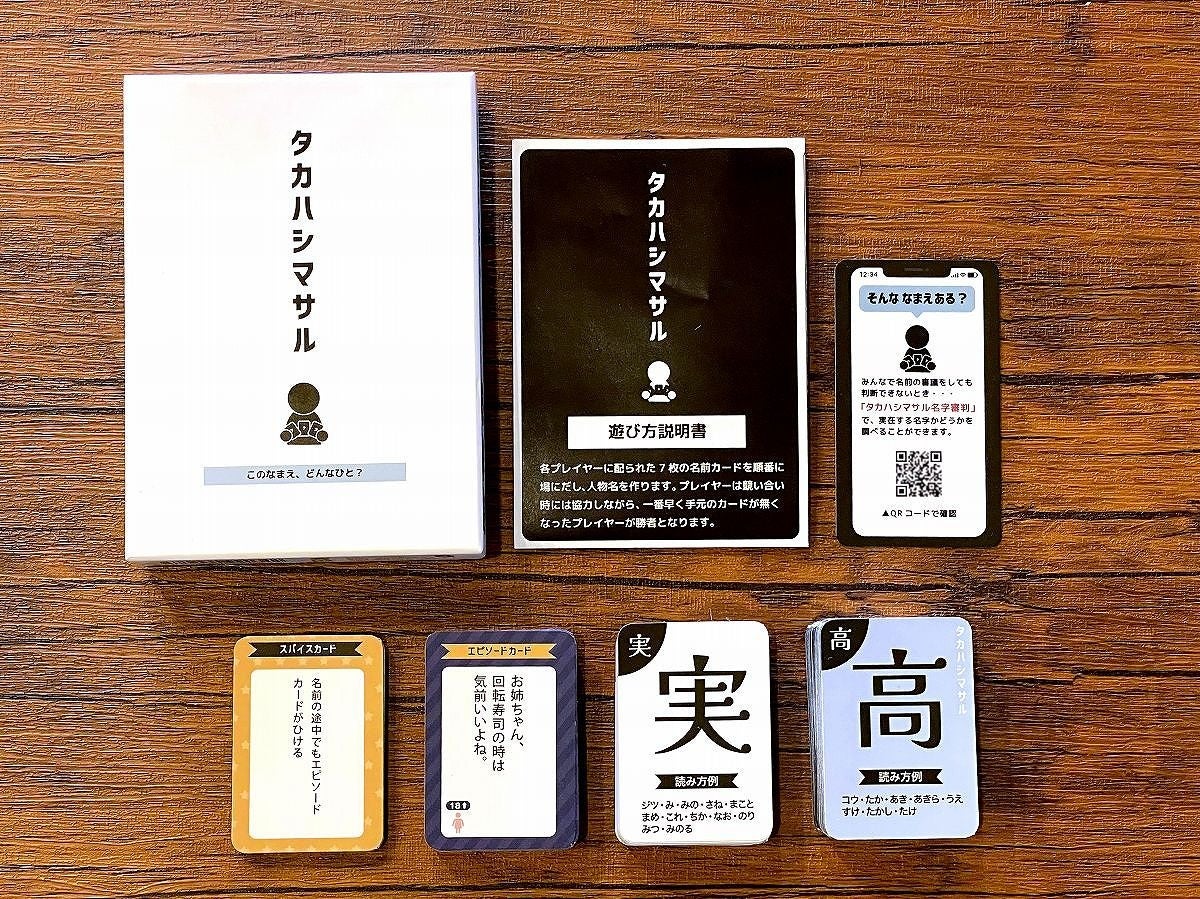 タカハシマサル
このなまえ、どんなひと？
タカハシマサル
遊び方説明書
各プレイヤーに配られた7枚の名前カードを順番に
場にだし、人物名を作ります。プレイヤーは競い合い
時には協力しながら、一番早く手元のカードが無く
なったプレイヤーが勝者となります。
12:34
そんな なまえある？
みんなで名前の審議をしても
判断できないとき・・・
「タカハシマサル名字審判」
で、実在する名字かどうかを
調べることができます。
▲QRコードで確認
スパイスカード
名前の途中でもエピソード
カードがひける
エピソードカード
お姉ちゃん、
回転寿司の時は
気前いいよね。
18⬆
実
実
読み方例
ジツ・み・みの・さね・まこと
まめ・これ・ちか・なお・のり
みつ・みのる
高
タカハシマサル
高
読み方例
コウ・たか・あき・あきら・うえ
すけ・たかし・たけ